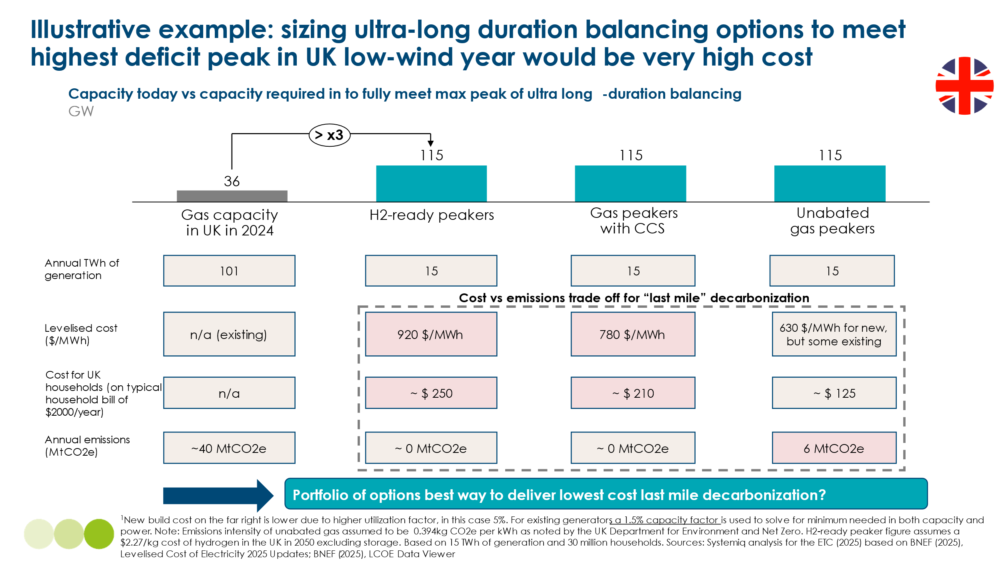 Illustrative example: sizing ultra-long duration balancing options to meet
highest deficit peak in UK low-wind year would be very high cost
Capacity today vs capacity required in to fully meet max peak of ultra long -duration balancing
GW
> x3
36
115
115
115
Gas capacity
in UK in 2024
H2-ready peakers
Gas peakers
with CCS
Unabated
gas peakers
Annual TWh of
generation
101
15
15
15
Cost vs emissions trade off for “last mile” decarbonization
Levelised cost
($/MWh)
n/a (existing)
920 $/MWh
780 $/MWh
630 $/MWh for new,
but some existing
Cost for UK
households (on typical
household bill of
$2000/year)
n/a
~ $ 250
~ $ 210
~ $ 125
Annual emissions
(MtCO2e)
~40 MtCO2e
~ 0 MtCO2e
~ 0 MtCO2e
6 MtCO2e
Portfolio of options best way to deliver lowest cost last mile decarbonization?
1New build cost on the far right is lower due to higher utilization factor, in this case 5%. For existing generators a 1.5% capacity factor is used to solve for minimum needed in both capacity and
power. Note: Emissions intensity of unabated gas assumed to be 0.394kg CO2e per kWh as noted by the UK Department for Environment and Net Zero. H2-ready peaker figure assumes a
$2.27/kg cost of hydrogen in the UK in 2050 excluding storage. Based on 15 TWh of generation and 30 million households. Sources: Systemiq analysis for the ETC (2025) based on BNEF (2025),
Levelised Cost of Electricity 2025 Updates; BNEF (2025), LCOE Data Viewer